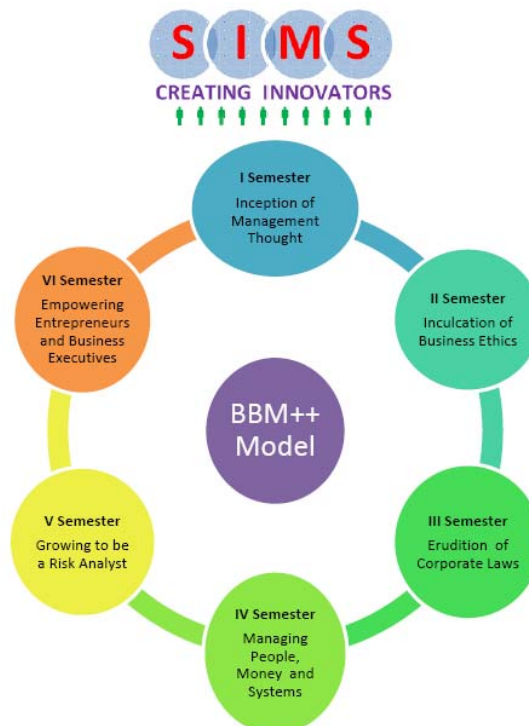 SIMS
CREATING INNOVATORS
I Semester
Inception of
Management
Thought
II Semester
Inculcation of
Business Ethics
III Semester
Erudition of
Corporate Laws
IV Semester
Managing
People,
Money and
Systems
V Semester
Growing to be
a Risk Analyst
VI Semester
Empowering
Entrepreneurs
and Business
Executives
BBM++
Model